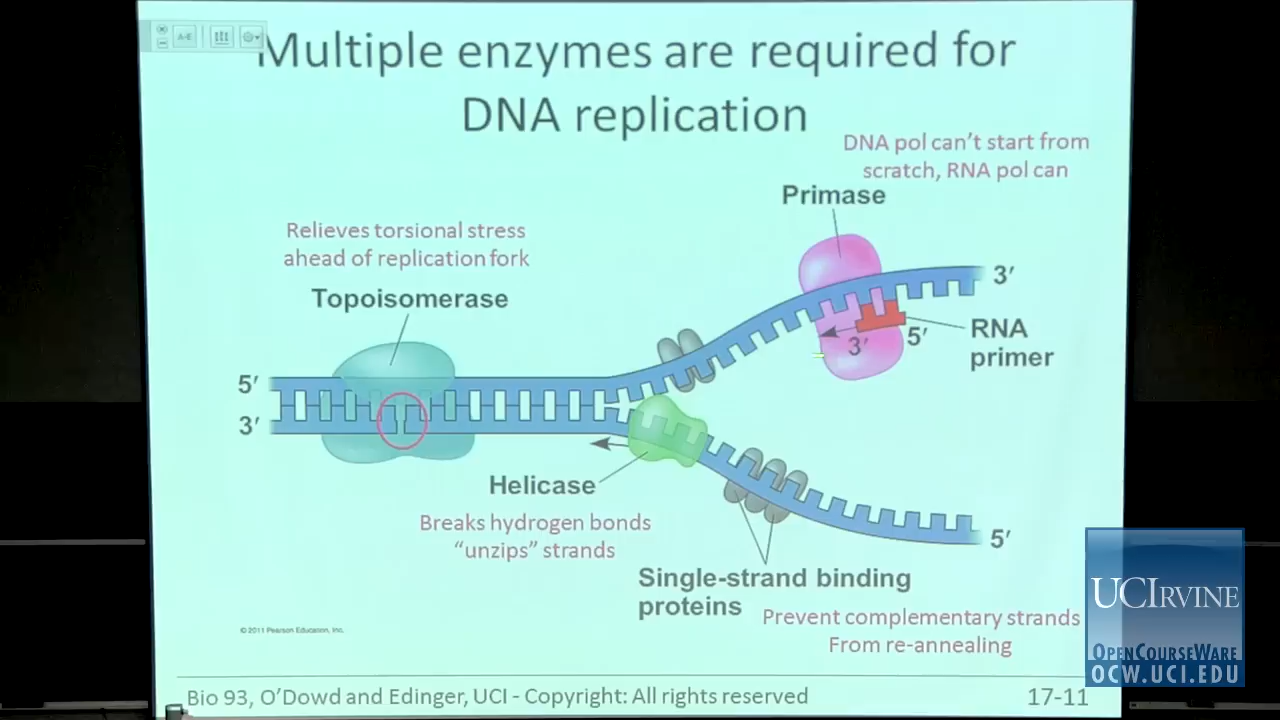 A-E
Multiple enzymes are required for
DNA replication
DNA pol can't start from
scratch, RNA pol can
Primase
Relieves torsional stress
ahead of replication fork
Topoisomerase
3′
RNA
primer
5′
3′
5′
3′
Helicase
Breaks hydrogen bonds
"unzips" strands
5′
Single-strand binding
proteins
Prevent complementary strands
From re-annealing
© 2011 Pearson Education, Inc.
UCIRVINE
OPENCOURSEWARE
OCW.UCI.EDU
Bio 93, O'Dowd and Edinger, UCI - Copyright: All rights reserved
17-11